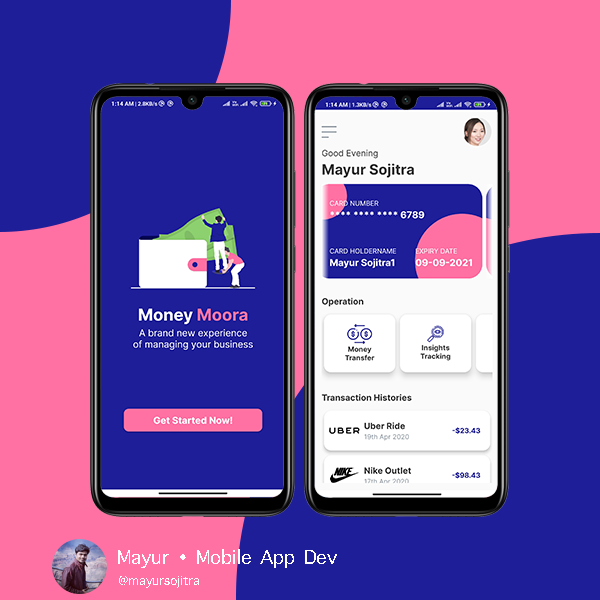 1:14 AM | 2.8KB/s
Money Moora
A brand new experience
of managing your business
Get Started Now!
1:14 AM | 1.3KB/s
Good Evening
Mayur Sojitra
CARD NUMBER
**** **** **** 6789
CARD HOLDERNAME EXPIRY DATE
Mayur Sojitra1 09-09-2021
Operation
Money
Transfer
Insights
Tracking
Transaction Histories
UBER Uber Ride -$23.43
19th Apr 2020
NIKE Nike Outlet -$98.43
17th Apr 2020
Mayur • Mobile App Dev
@mayursojitra